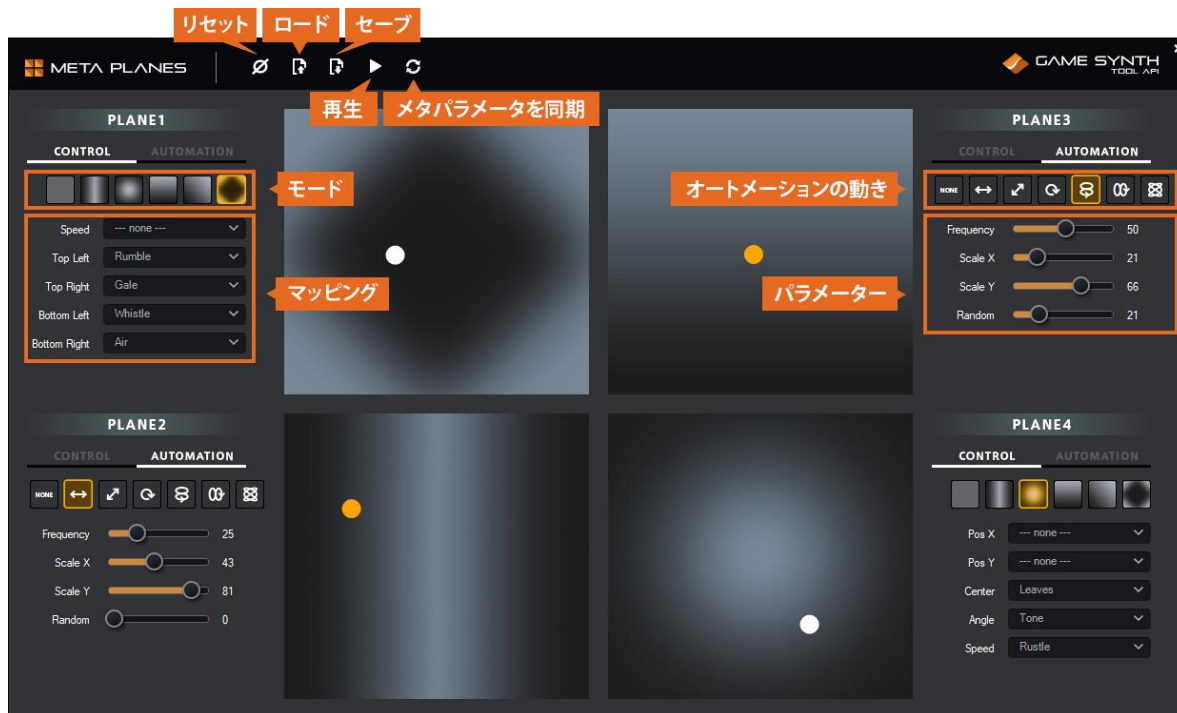 リセット ロード セーブ
META PLANES
GAME SYNTH
TOOL API
再生 メタパラメータを同期
PLANE1
CONTROL AUTOMATION
モード
Speed --- none ---
Top Left Rumble
Top Right Gale
Bottom Left Whistle
Bottom Right Air
マッピング
PLANE3
CONTROL AUTOMATION
オートメーションの動き
NONE
Frequency 50
Scale X 21
Scale Y 66
Random 21
パラメーター
PLANE2
CONTROL AUTOMATION
NONE
Frequency 25
Scale X 43
Scale Y 81
Random 0
PLANE4
CONTROL AUTOMATION
Pos X --- none ---
Pos Y --- none ---
Center Leaves
Angle Tone
Speed Rustle